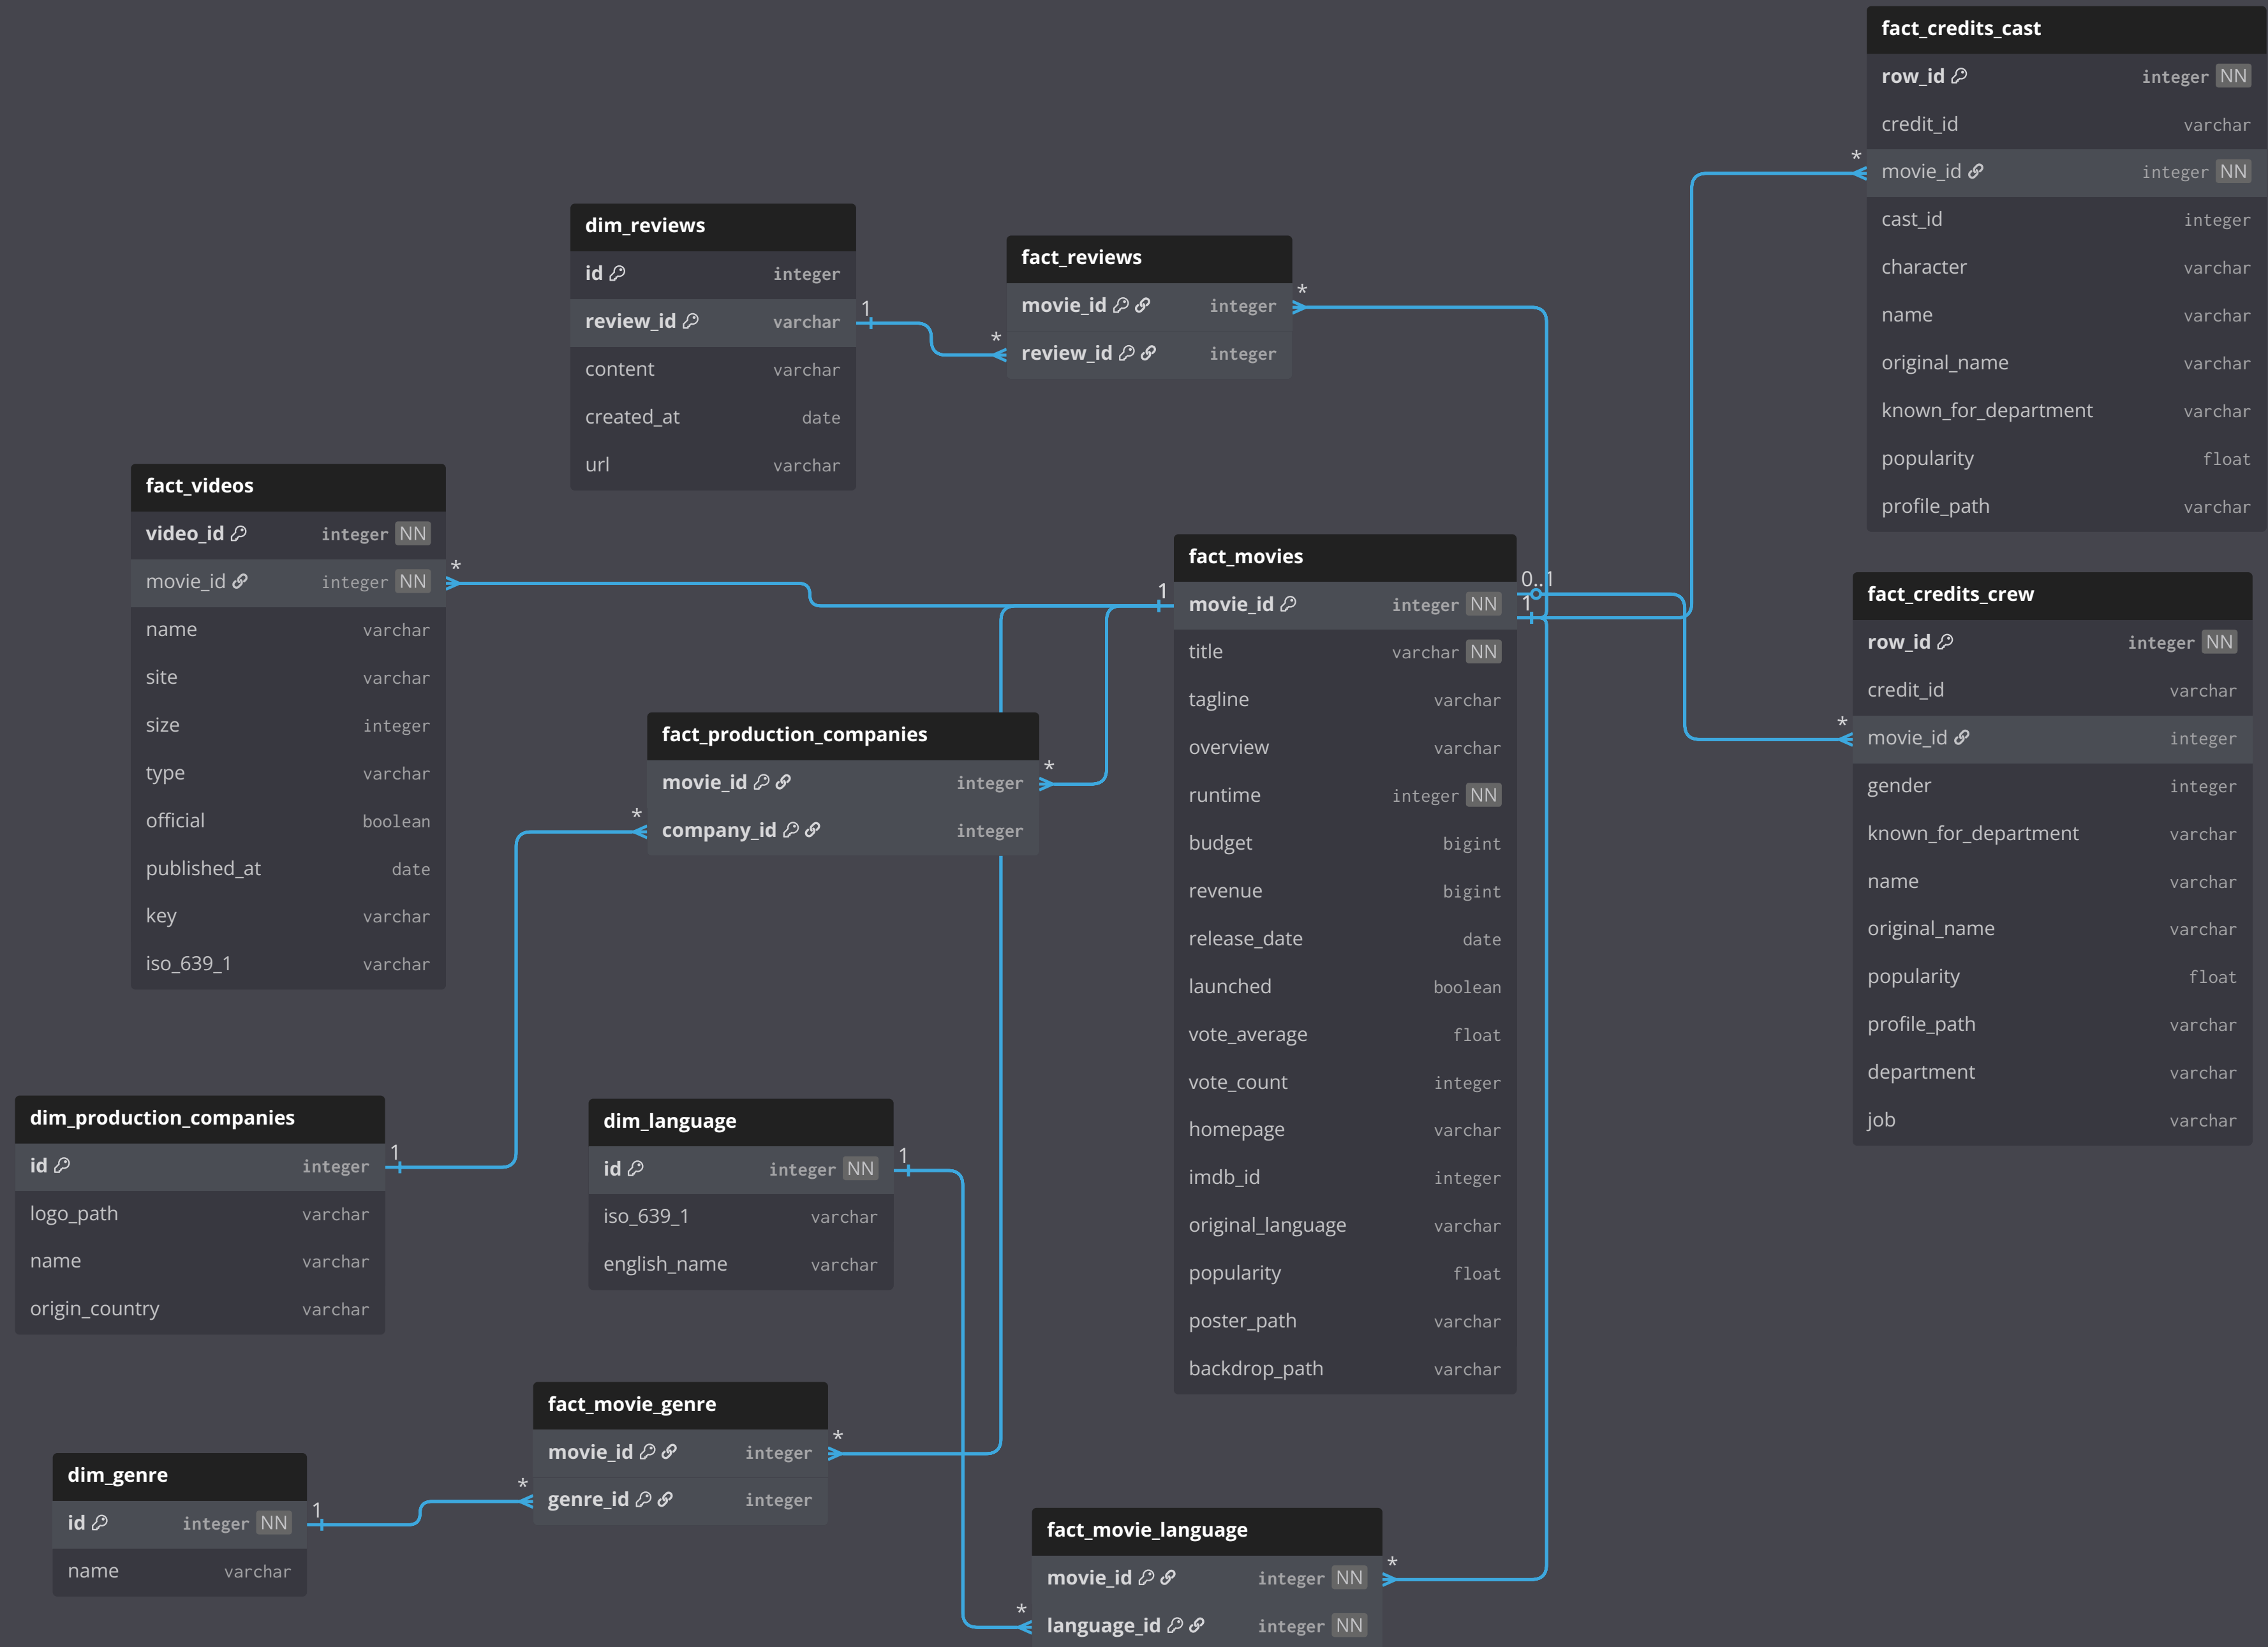 fact_credits_cast
row_id integer NN
credit_id varchar
* movie_id integer NN
cast_id integer
character varchar
name varchar
original_name varchar
known_for_department varchar
popularity float
profile_path varchar
dim_reviews
id integer
review_id varchar 1
content varchar
created_at date
url varchar
fact_reviews
movie_id integer *
* review_id integer
fact_videos
video_id integer NN
movie_id integer NN *
name varchar
site varchar
size integer
type varchar
official boolean
published_at date
key varchar
iso_639_1 varchar
fact_movies
1 movie_id integer NN 0..1
1
title varchar NN
tagline varchar
overview varchar
runtime integer NN
budget bigint
revenue bigint
release_date date
launched boolean
vote_average float
vote_count integer
homepage varchar
imdb_id integer
original_language varchar
popularity float
poster_path varchar
backdrop_path varchar
fact_credits_crew
row_id integer NN
credit_id varchar
* movie_id integer
gender integer
known_for_department varchar
name varchar
original_name varchar
popularity float
profile_path varchar
department varchar
job varchar
fact_production_companies
movie_id integer *
* company_id integer
dim_production_companies
id integer 1
logo_path varchar
name varchar
origin_country varchar
dim_language
id integer NN 1
iso_639_1 varchar
english_name varchar
fact_movie_genre
movie_id integer *
* genre_id integer
dim_genre
id integer NN 1
name varchar
fact_movie_language
movie_id integer NN *
* language_id integer NN